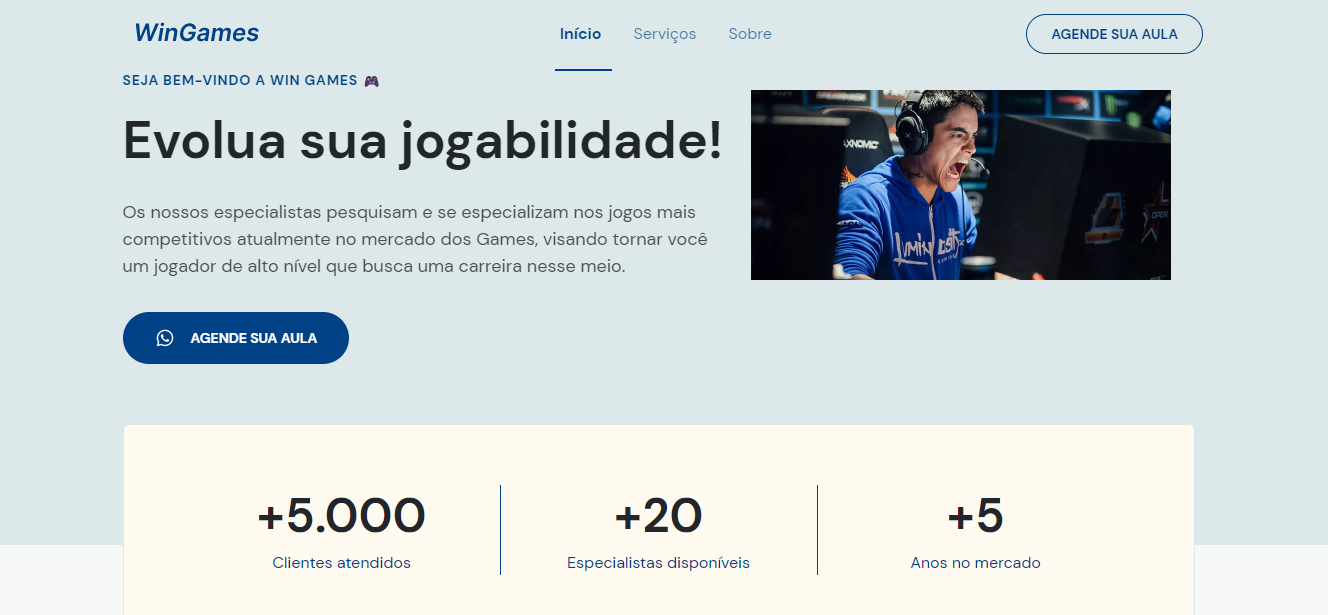 WinGames
Início
Serviços
Sobre
AGENDE SUA AULA
SEJA BEM-VINDO A WIN GAMES 🎮
Evolua sua jogabilidade!
Os nossos especialistas pesquisam e se especializam nos jogos mais
competitivos atualmente no mercado dos Games, visando tornar você
um jogador de alto nível que busca uma carreira nesse meio.
AXNOMIC
OPEN
AGENDE SUA AULA
+5.000
Clientes atendidos
+20
Especialistas disponíveis
+5
Anos no mercado